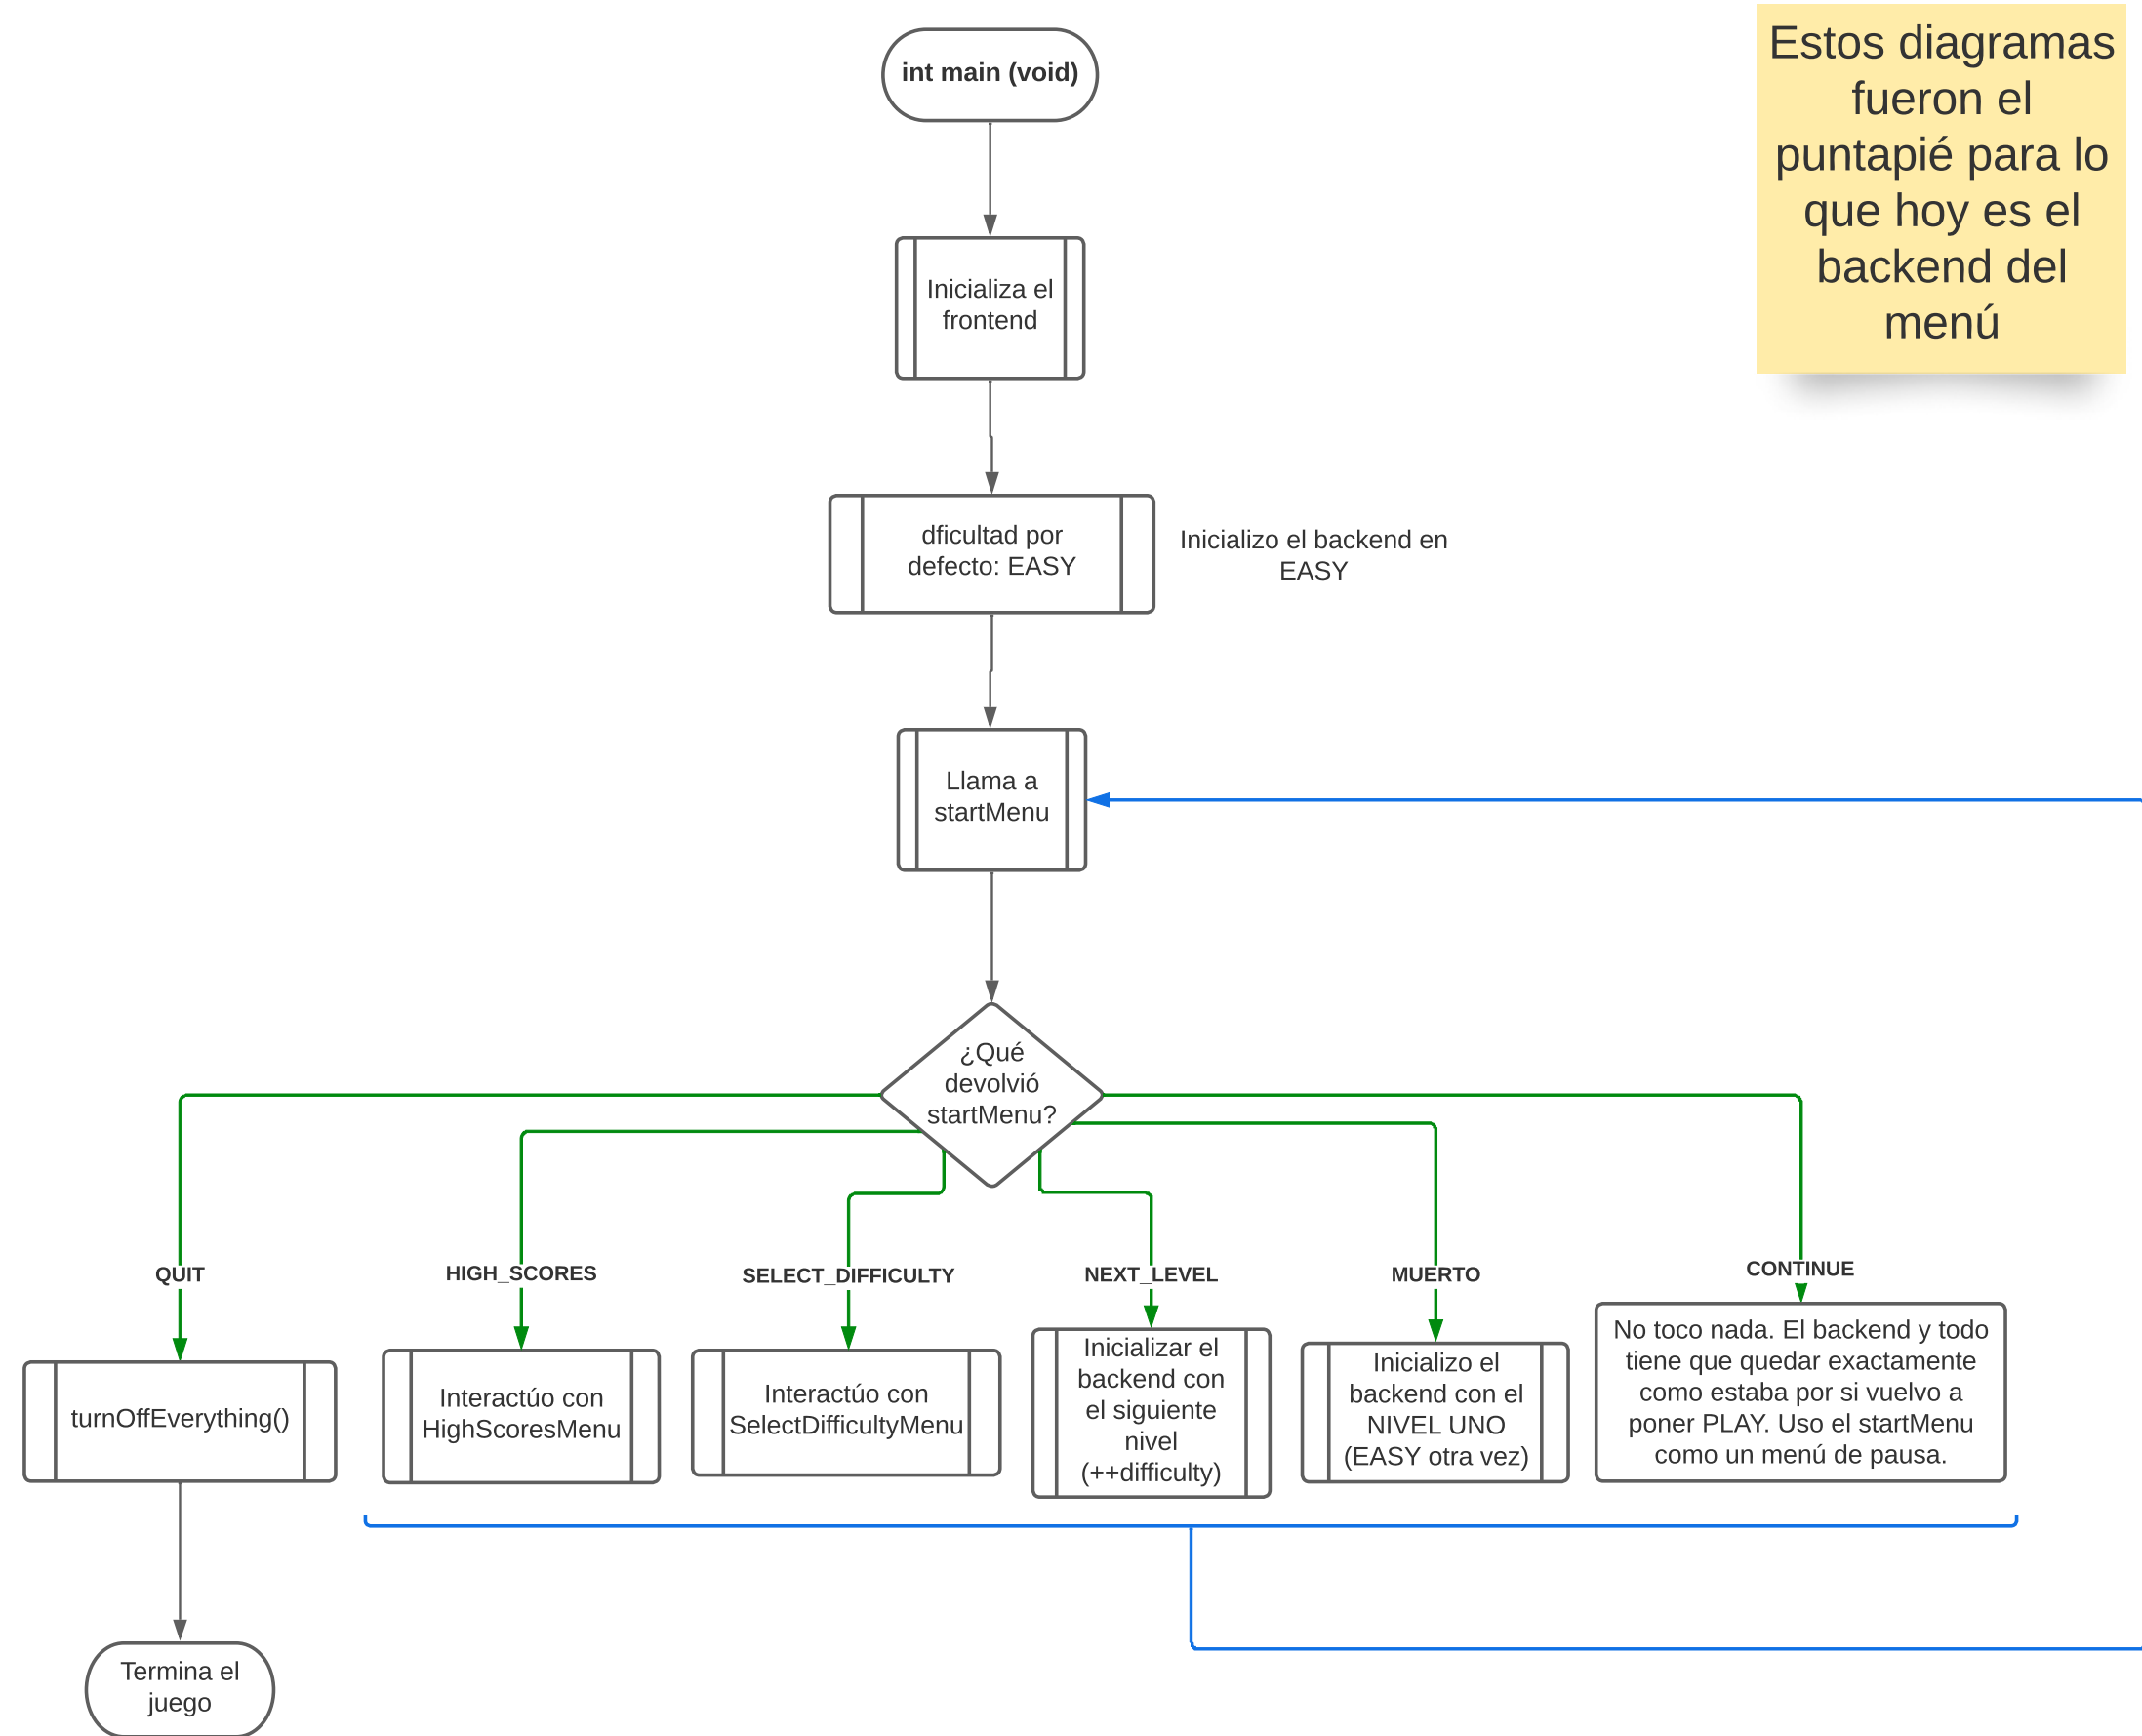 int main (void)
Estos diagramas
fueron el
puntapié para lo
que hoy es el
backend del
menú
Inicializa el
frontend
dficultad por
defecto: EASY
Inicializo el backend en
EASY
Llama a
startMenu
¿Qué
devolvió
startMenu?
QUIT
HIGH_SCORES
SELECT_DIFFICULTY
NEXT_LEVEL
MUERTO
CONTINUE
turnOffEverything()
Interactúo con
HighScoresMenu
Interactúo con
SelectDifficultyMenu
Inicializar el
backend con
el siguiente
nivel
(++difficulty)
Inicializo el
backend con el
NIVEL UNO
(EASY otra vez)
No toco nada. El backend y todo
tiene que quedar exactamente
como estaba por si vuelvo a
poner PLAY. Uso el startMenu
como un menú de pausa.
Termina el
juego